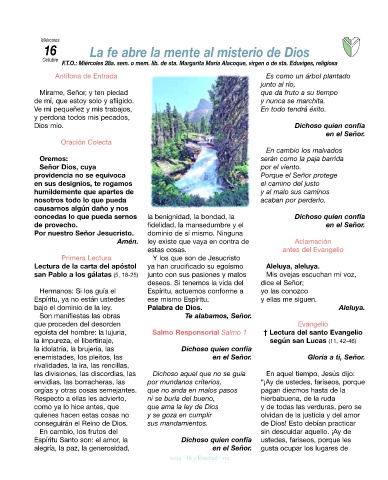 Miércoles
16
Octubre
La fe abre la mente al misterio de Dios
F.T.O.: Miércoles 28a. sem. o mem. lib. de sta. Margarita María Alacoque, virgen o de sta. Eduviges, religiosa
Antífona de Entrada
Mírame, Señor, y ten piedad
de mí, que estoy solo y afligido.
Ve mi pequeñez y mis trabajos,
y perdona todos mis pecados,
Dios mío.
Oración Colecta
Oremos:
Señor Dios, cuya
providencia no se equivoca
en sus designios, te rogamos
humildemente que apartes de
nosotros todo lo que pueda
causarnos algún daño y nos
concedas lo que pueda sernos
de provecho.
Por nuestro Señor Jesucristo.
Amén.
Primera Lectura
Lectura de la carta del apóstol
san Pablo a los gálatas (5, 18-25)
Hermanos: Si los guía el
Espíritu, ya no están ustedes
bajo el dominio de la ley.
Son manifiestas las obras
que proceden del desorden
egoísta del hombre: la lujuria,
la impureza, el libertinaje,
la idolatría, la brujería, las
enemistades, los pleitos, las
rivalidades, la ira, las rencillas,
las divisiones, las discordias, las
envidias, las borracheras, las
orgías y otras cosas semejantes.
Respecto a ellas les advierto,
como ya lo hice antes, que
quienes hacen estas cosas no
conseguirán el Reino de Dios.
En cambio, los frutos del
Espíritu Santo son: el amor, la
alegría, la paz, la generosidad,
la benignidad, la bondad, la
fidelidad, la mansedumbre y el
dominio de sí mismo. Ninguna
ley existe que vaya en contra de
estas cosas.
Y los que son de Jesucristo
ya han crucificado su egoísmo
junto con sus pasiones y malos
deseos. Si tenemos la vida del
Espíritu, actuemos conforme a
ese mismo Espíritu.
Palabra de Dios.
Te alabamos, Señor.
Salmo Responsorial Salmo 1
Dichoso quien confía
en el Señor.
Dichoso aquel que no se guía
por mundanos criterios,
que no anda en malos pasos
ni se burla del bueno,
que ama la ley de Dios
y se goza en cumplir
sus mandamientos.
Dichoso quien confía
en el Señor.
Es como un árbol plantado
junto al río,
que da fruto a su tiempo
y nunca se marchita.
En todo tendrá éxito.
Dichoso quien confía
en el Señor.
En cambio los malvados
serán como la paja barrida
por el viento.
Porque el Señor protege
el camino del justo
y al malo sus caminos
acaban por perderlo.
Dichoso quien confía
en el Señor.
Aclamación
antes del Evangelio
Aleluya, aleluya.
Mis ovejas escuchan mi voz,
dice el Señor;
yo las conozco
y ellas me siguen.
Aleluya.
Evangelio
† Lectura del santo Evangelio
según san Lucas (11, 42-46)
Gloria a ti, Señor.
En aquel tiempo, Jesús dijo:
"¡Ay de ustedes, fariseos, porque
pagan diezmos hasta de la
hierbabuena, de la ruda
y de todas las verduras, pero se
olvidan de la justicia y del amor
de Dios! Esto debían practicar
sin descuidar aquello. ¡Ay de
ustedes, fariseos, porque les
gusta ocupar los lugares de